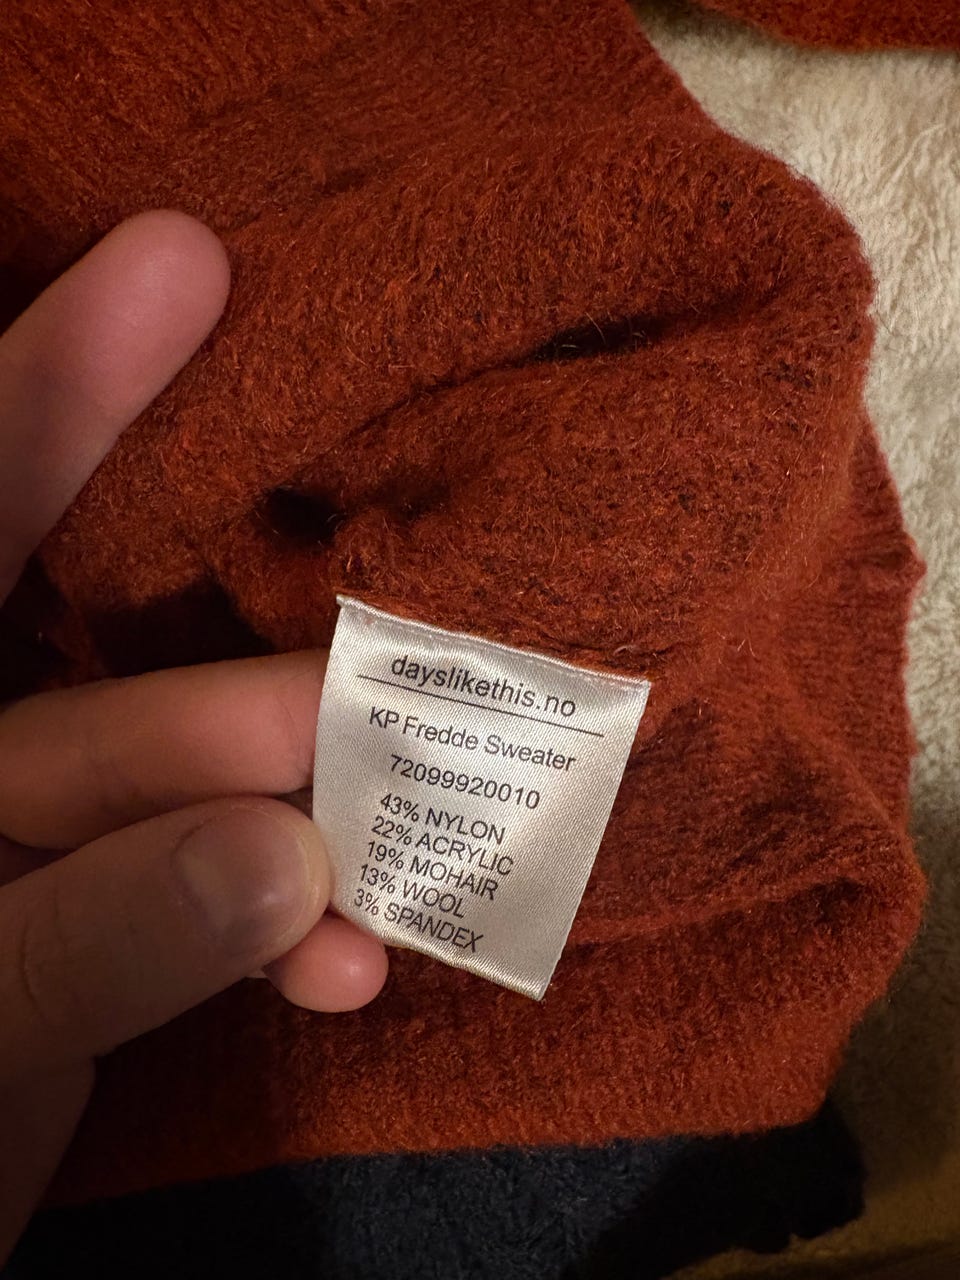 dayslikethis.no
KP Fredde Sweater
72099920010
43% NYLON
22% ACRYLIC
19% MOHAIR
13% WOOL
3% SPANDEX